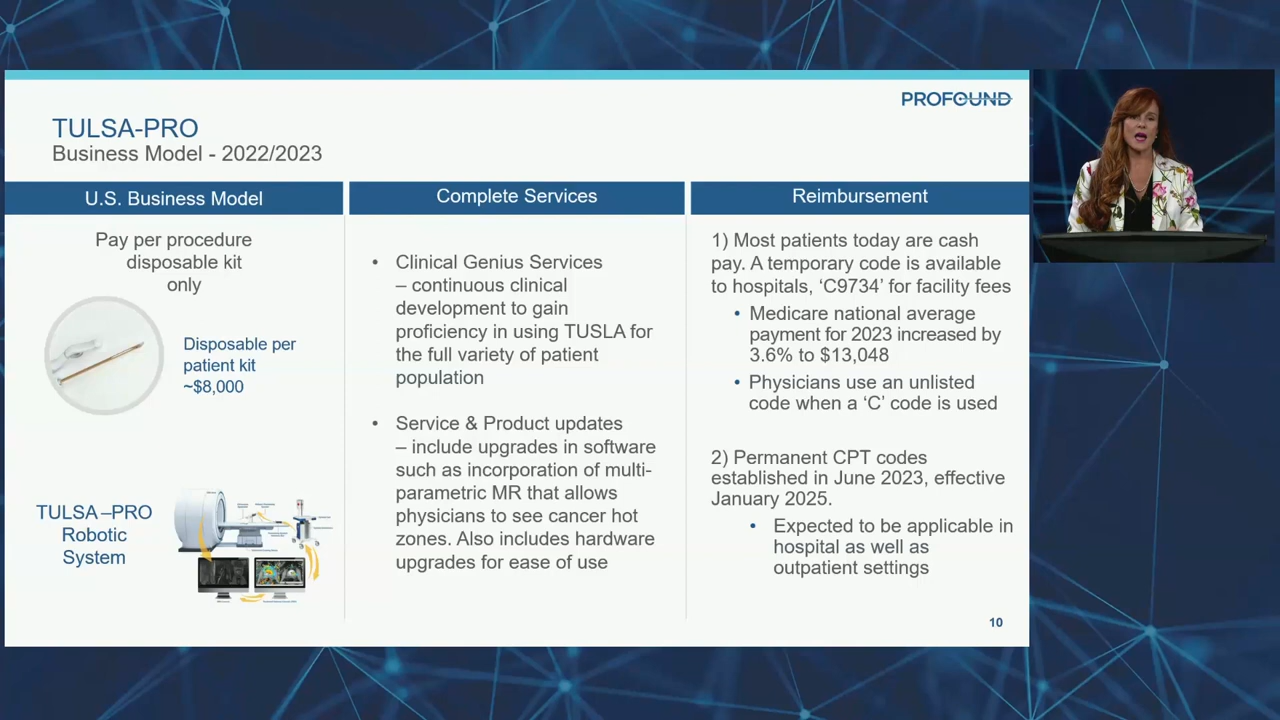 PROFOUND
TULSA-PRO
Business Model - 2022/2023
U.S. Business Model
Pay per procedure
disposable kit
only
Disposable per
patient kit
~$8,000
TULSA –PRO
Robotic
System
Complete Services
• Clinical Genius Services
– continuous clinical
development to gain
proficiency in using TUSLA for
the full variety of patient
population
• Service & Product updates
– include upgrades in software
such as incorporation of multi-
parametric MR that allows
physicians to see cancer hot
zones. Also includes hardware
upgrades for ease of use
Reimbursement
1) Most patients today are cash
pay. A temporary code is available
to hospitals, ‘C9734’ for facility fees
• Medicare national average
payment for 2023 increased by
3.6% to $13,048
• Physicians use an unlisted
code when a ‘C’ code is used
2) Permanent CPT codes
established in June 2023, effective
January 2025.
• Expected to be applicable in
hospital as well as
outpatient settings
10